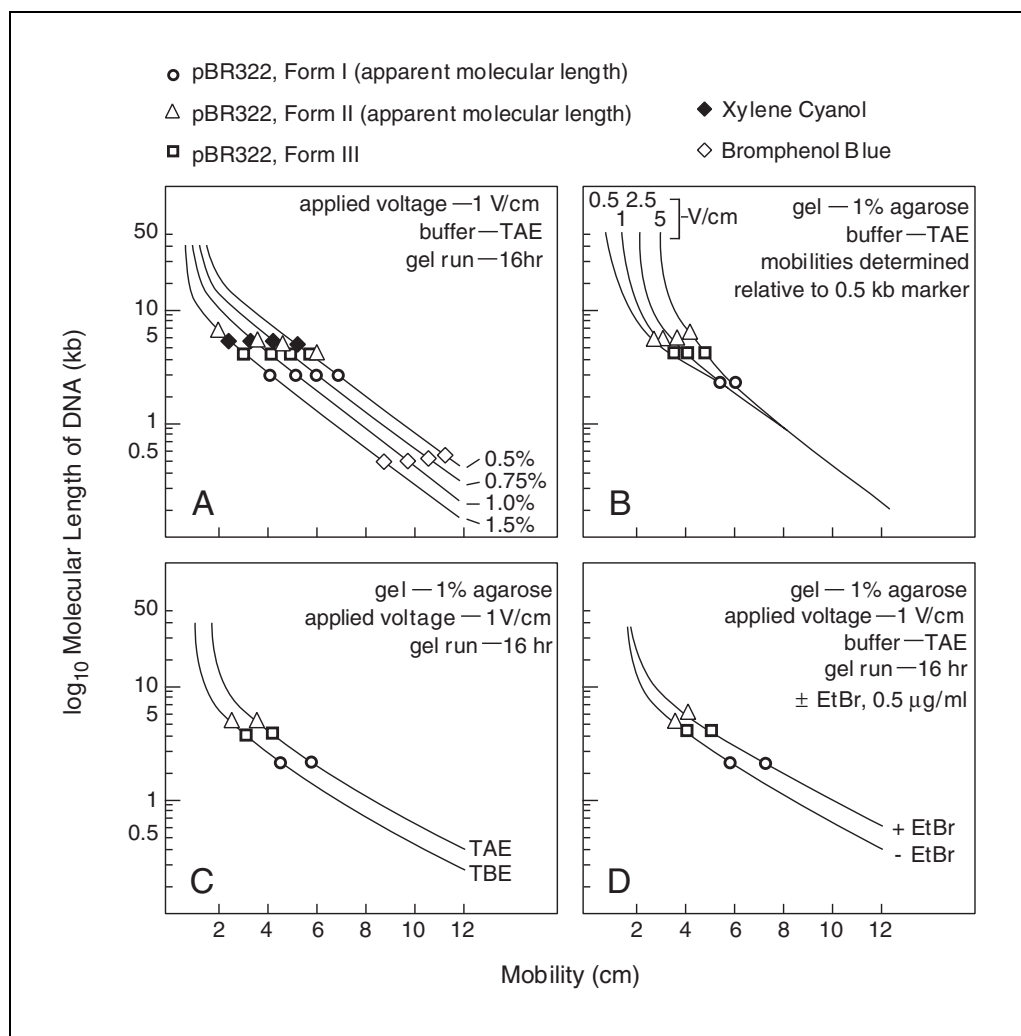 pBR322, Form I (apparent molecular length)
pBR322, Form II (apparent molecular length)
pBR322, Form III
Xylene Cyanol
Bromphenol Blue
log10 Molecular Length of DNA (kb)
applied voltage — 1 V/cm
buffer — TAE
gel run — 16hr
50
10
5
1
0.5
0.5%
0.75%
1.0%
1.5%
A
0.5 2.5
1 5 V/cm
gel — 1% agarose
buffer — TAE
mobilities determined
relative to 0.5 kb marker
B
gel — 1% agarose
applied voltage — 1 V/cm
gel run — 16 hr
50
10
5
1
0.5
TAE
TBE
C
2 4 6 8 10 12
gel — 1% agarose
applied voltage — 1 V/cm
buffer — TAE
gel run — 16 hr
± EtBr, 0.5 μg/ml
+ EtBr
- EtBr
D
2 4 6 8 10 12
Mobility (cm)